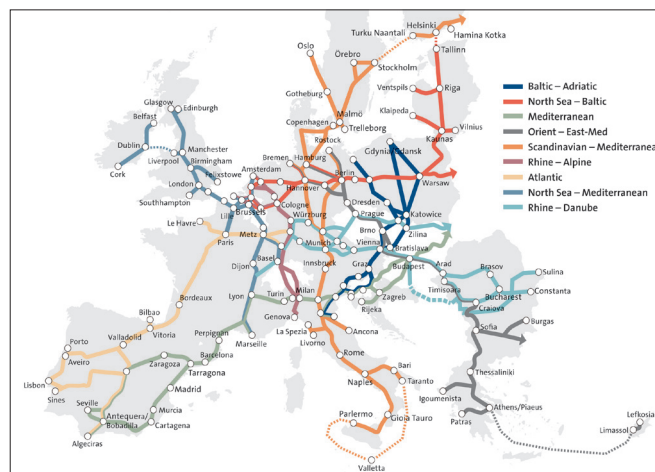 Oslo
Örebro
Turku Naantali
Helsinki
Hamina Kotka
Stockholm
Tallinn
Glasgow
Edinburgh
Belfast
Gotheburg
Ventspils
Riga
Dublin
Manchester
Liverpool
Birmingham
Cork
Felixstowe
London
Southhampton
Copenhagen
Malmö
Trelleborg
Klaipeda
Vilnius
Kaunas
Rostock
Gdynia
Gdansk
Bremen
Hamburg
Amsterdam
Berlin
Hannover
Warsaw
Brussels
Cologne
Lille
Le Havre
Paris
Metz
Würzburg
Dresden
Prague
Katowice
Brno
Zilina
Munich
Vienna
Bratislava
Dijon
Basel
Innsbruck
Graz
Budapest
Arad
Timisoara
Brasov
Sulina
Constanta
Bucharest
Craiova
Lyon
Turin
Milan
Zagreb
Rijeka
Bordeaux
Genova
La Spezia
Livorno
Ancona
Marseille
Bilbao
Vitoria
Valladolid
Perpignan
Porto
Aveiro
Zaragoza
Barcelona
Tarragona
Madrid
Lisbon
Sines
Seville
Antequera/
Bobadilla
Murcia
Cartagena
Algeciras
Rome
Naples
Bari
Taranto
Parlermo
Gioja Tauro
Valletta
Sofia
Burgas
Thessaloniki
Igoumenista
Patras
Athens/Piaeus
Lefkosia
Limassol
Baltic – Adriatic
North Sea – Baltic
Mediterranean
Orient – East-Med
Scandinavian – Mediterranea
Rhine – Alpine
Atlantic
North Sea – Mediterranean
Rhine – Danube